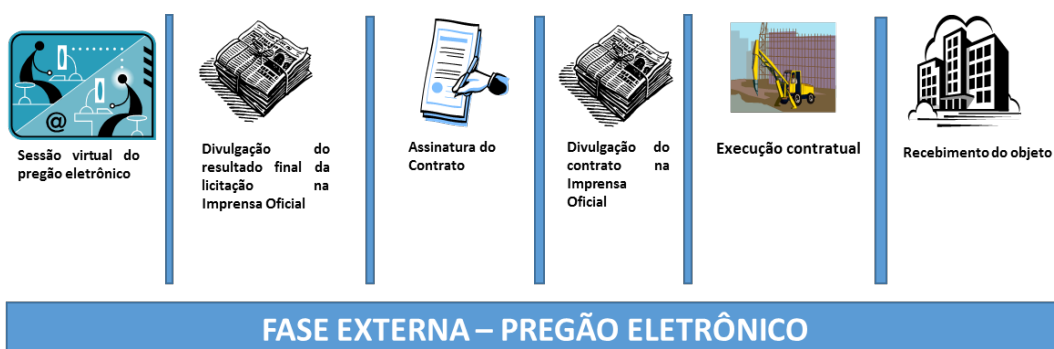 @
Sessão virtual do
pregão eletrônico
Divulgação do
resultado final da
licitação na
Imprensa Oficial
Assinatura do
Contrato
Divulgação do
contrato na
Imprensa
Oficial
Execução contratual
Recebimento do objeto
FASE EXTERNA – PREGÃO ELETRÔNICO